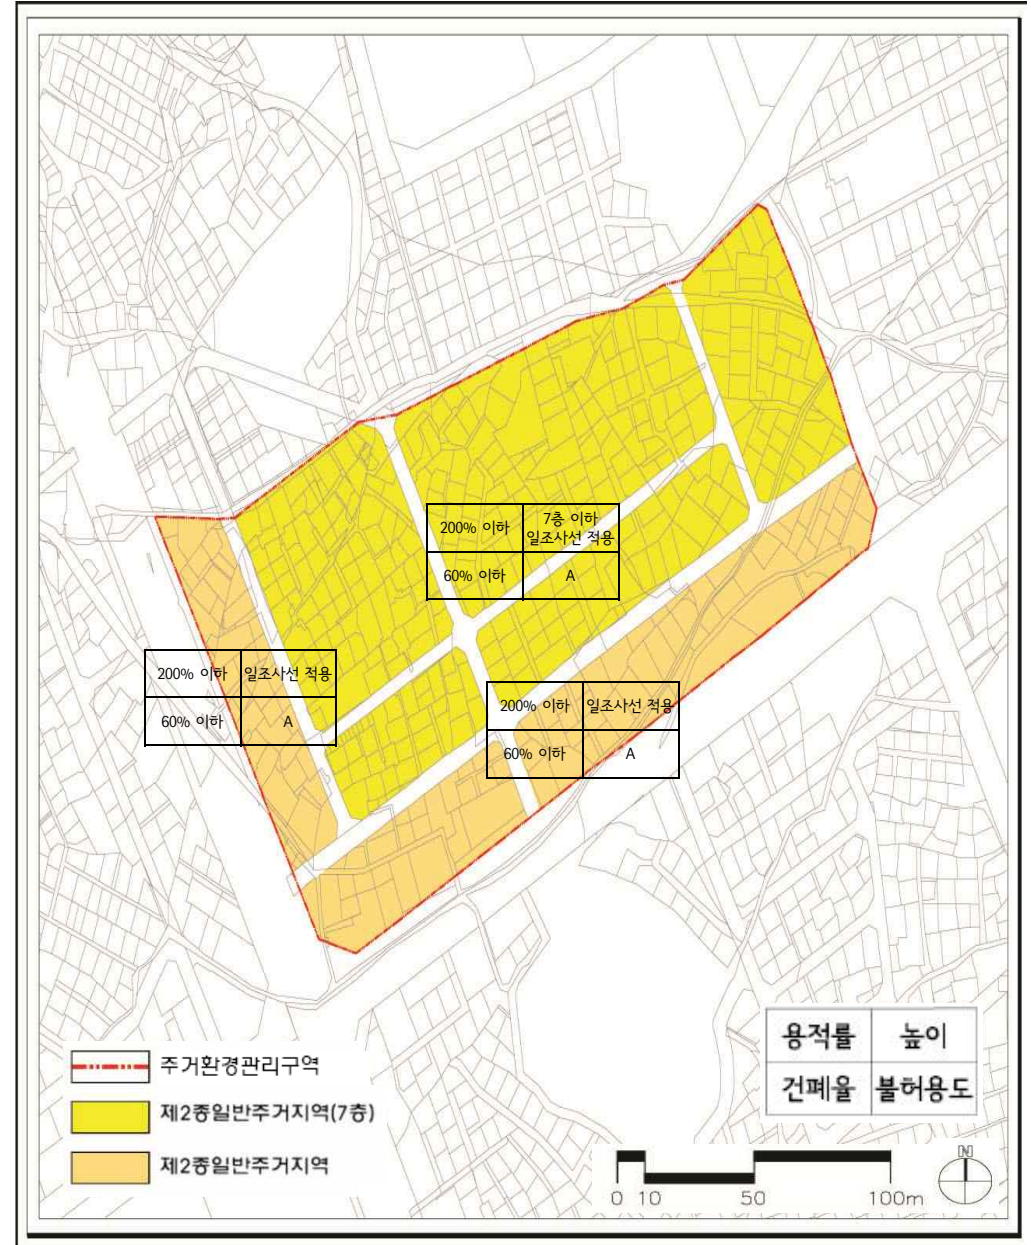 200% 이하
7층 이하
일조사선 적용
60% 이하
A
200% 이하
일조사선 적용
60% 이하
A
200% 이하
일조사선 적용
60% 이하
A
용적률
높이
건폐율
불허용도
주거환경관리구역
제2종일반주거지역(7층)
제2종일반주거지역
0 10 50 100m
N